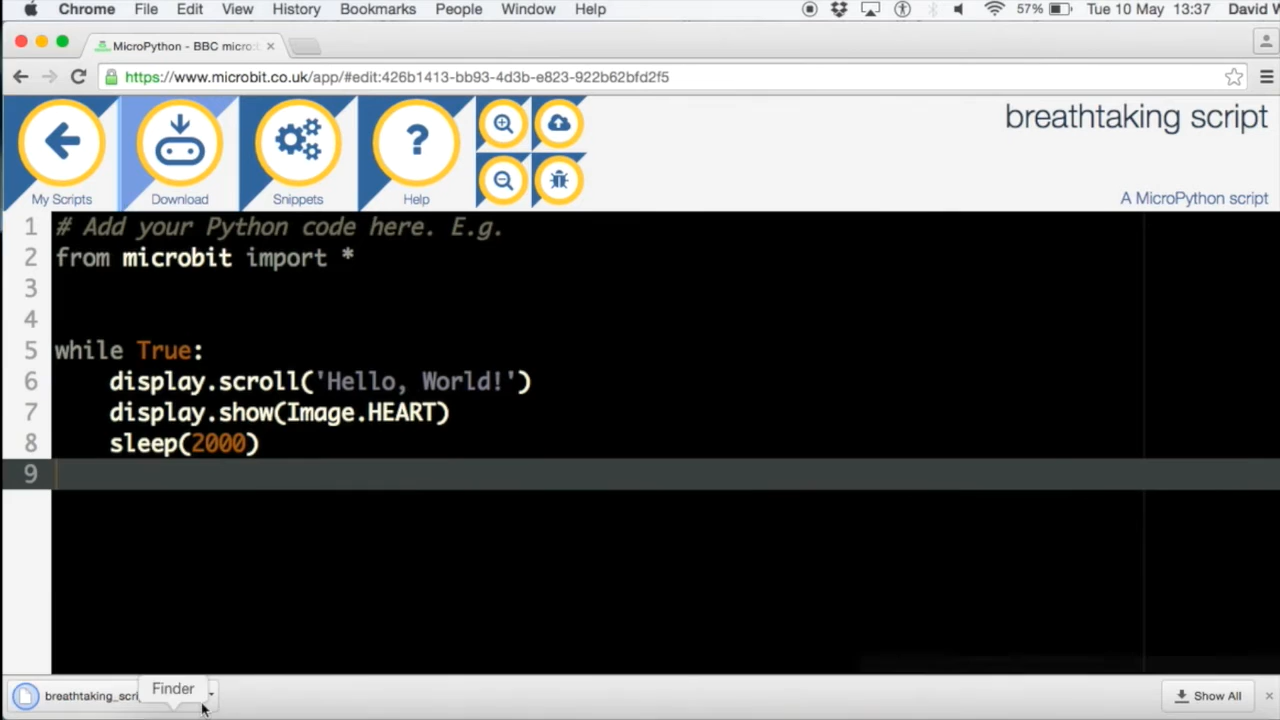 Chrome File Edit View History Bookmarks People Window Help 57% Tue 10 May 13:37 David W
MicroPython - BBC micro:
https://www.microbit.co.uk/app/#edit:426b1413-bb93-4d3b-e823-922b62bfd2f5
breathtaking script
My Scripts Download Snippets ? Help
A MicroPython script
1 # Add your Python code here. E.g.
2 from microbit import *
3
4
5 while True:
6 display.scroll('Hello, World!')
7 display.show(Image.HEART)
8 sleep(2000)
9
Finder
breathtaking_scri
Show All